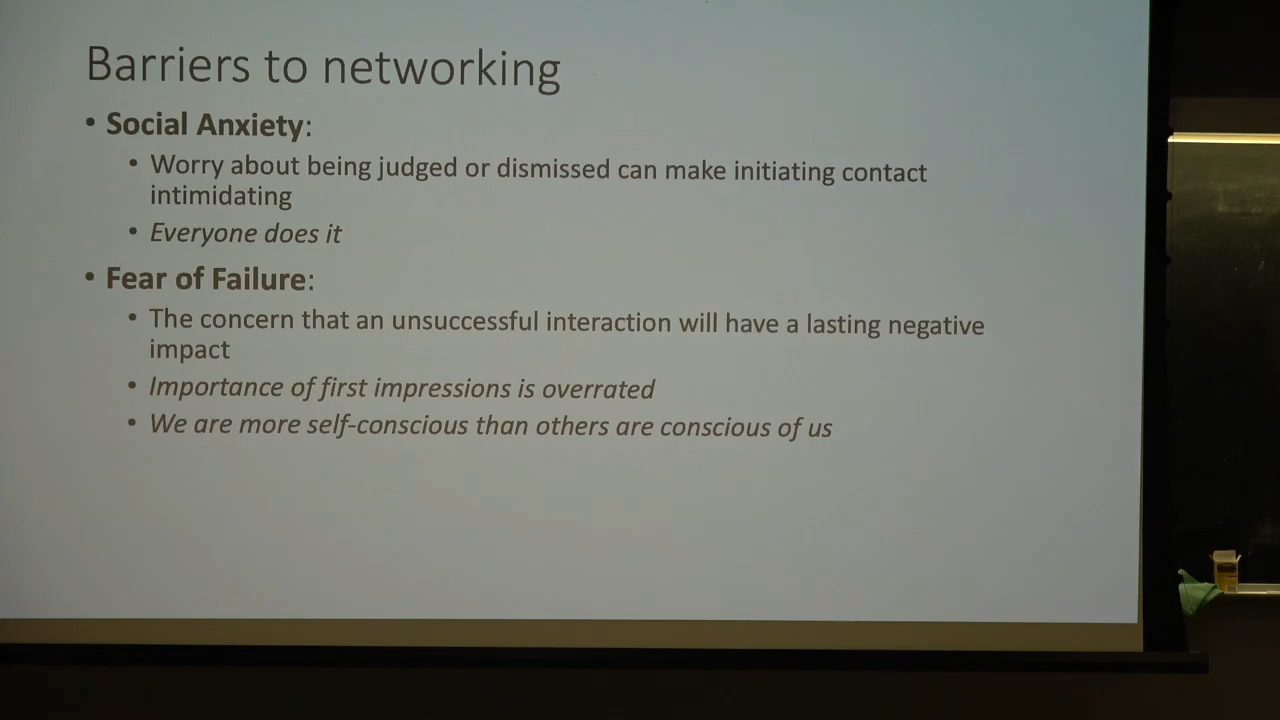 Barriers to networking
• Social Anxiety:
• Worry about being judged or dismissed can make initiating contact
intimidating
• Everyone does it
• Fear of Failure:
• The concern that an unsuccessful interaction will have a lasting negative
impact
• Importance of first impressions is overrated
• We are more self-conscious than others are conscious of us